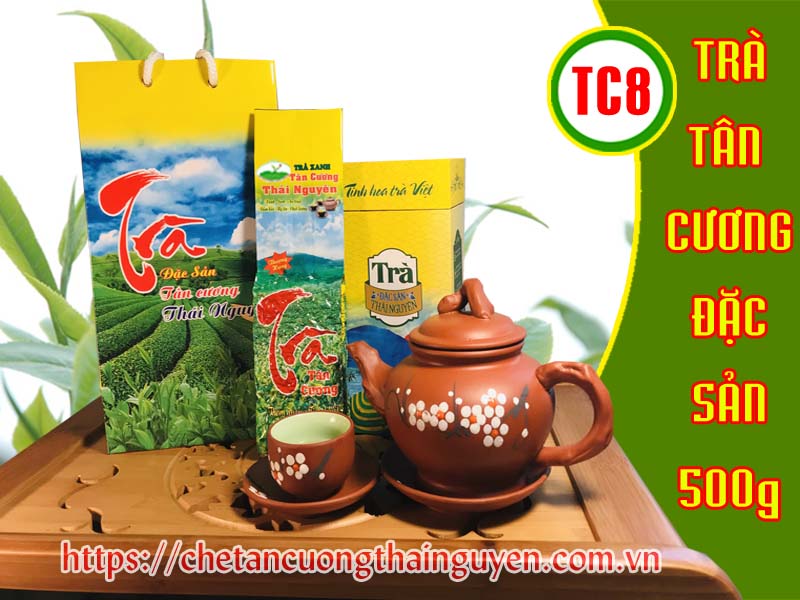 TC8
TRÀ
TÂN
CƯƠNG
ĐẶC
SẢN
500g
Trà
Đặc Sản
Tân cương
Thái Nguy
TRÀ XANH
Tân Cương
Thái Nguyên
Trà
Tân
Cương
Tinh hoa trà Việt
Trà
ĐẶC SẢN
THÁI NGUYÊN
https://chetancuongthainguyen.com.vn